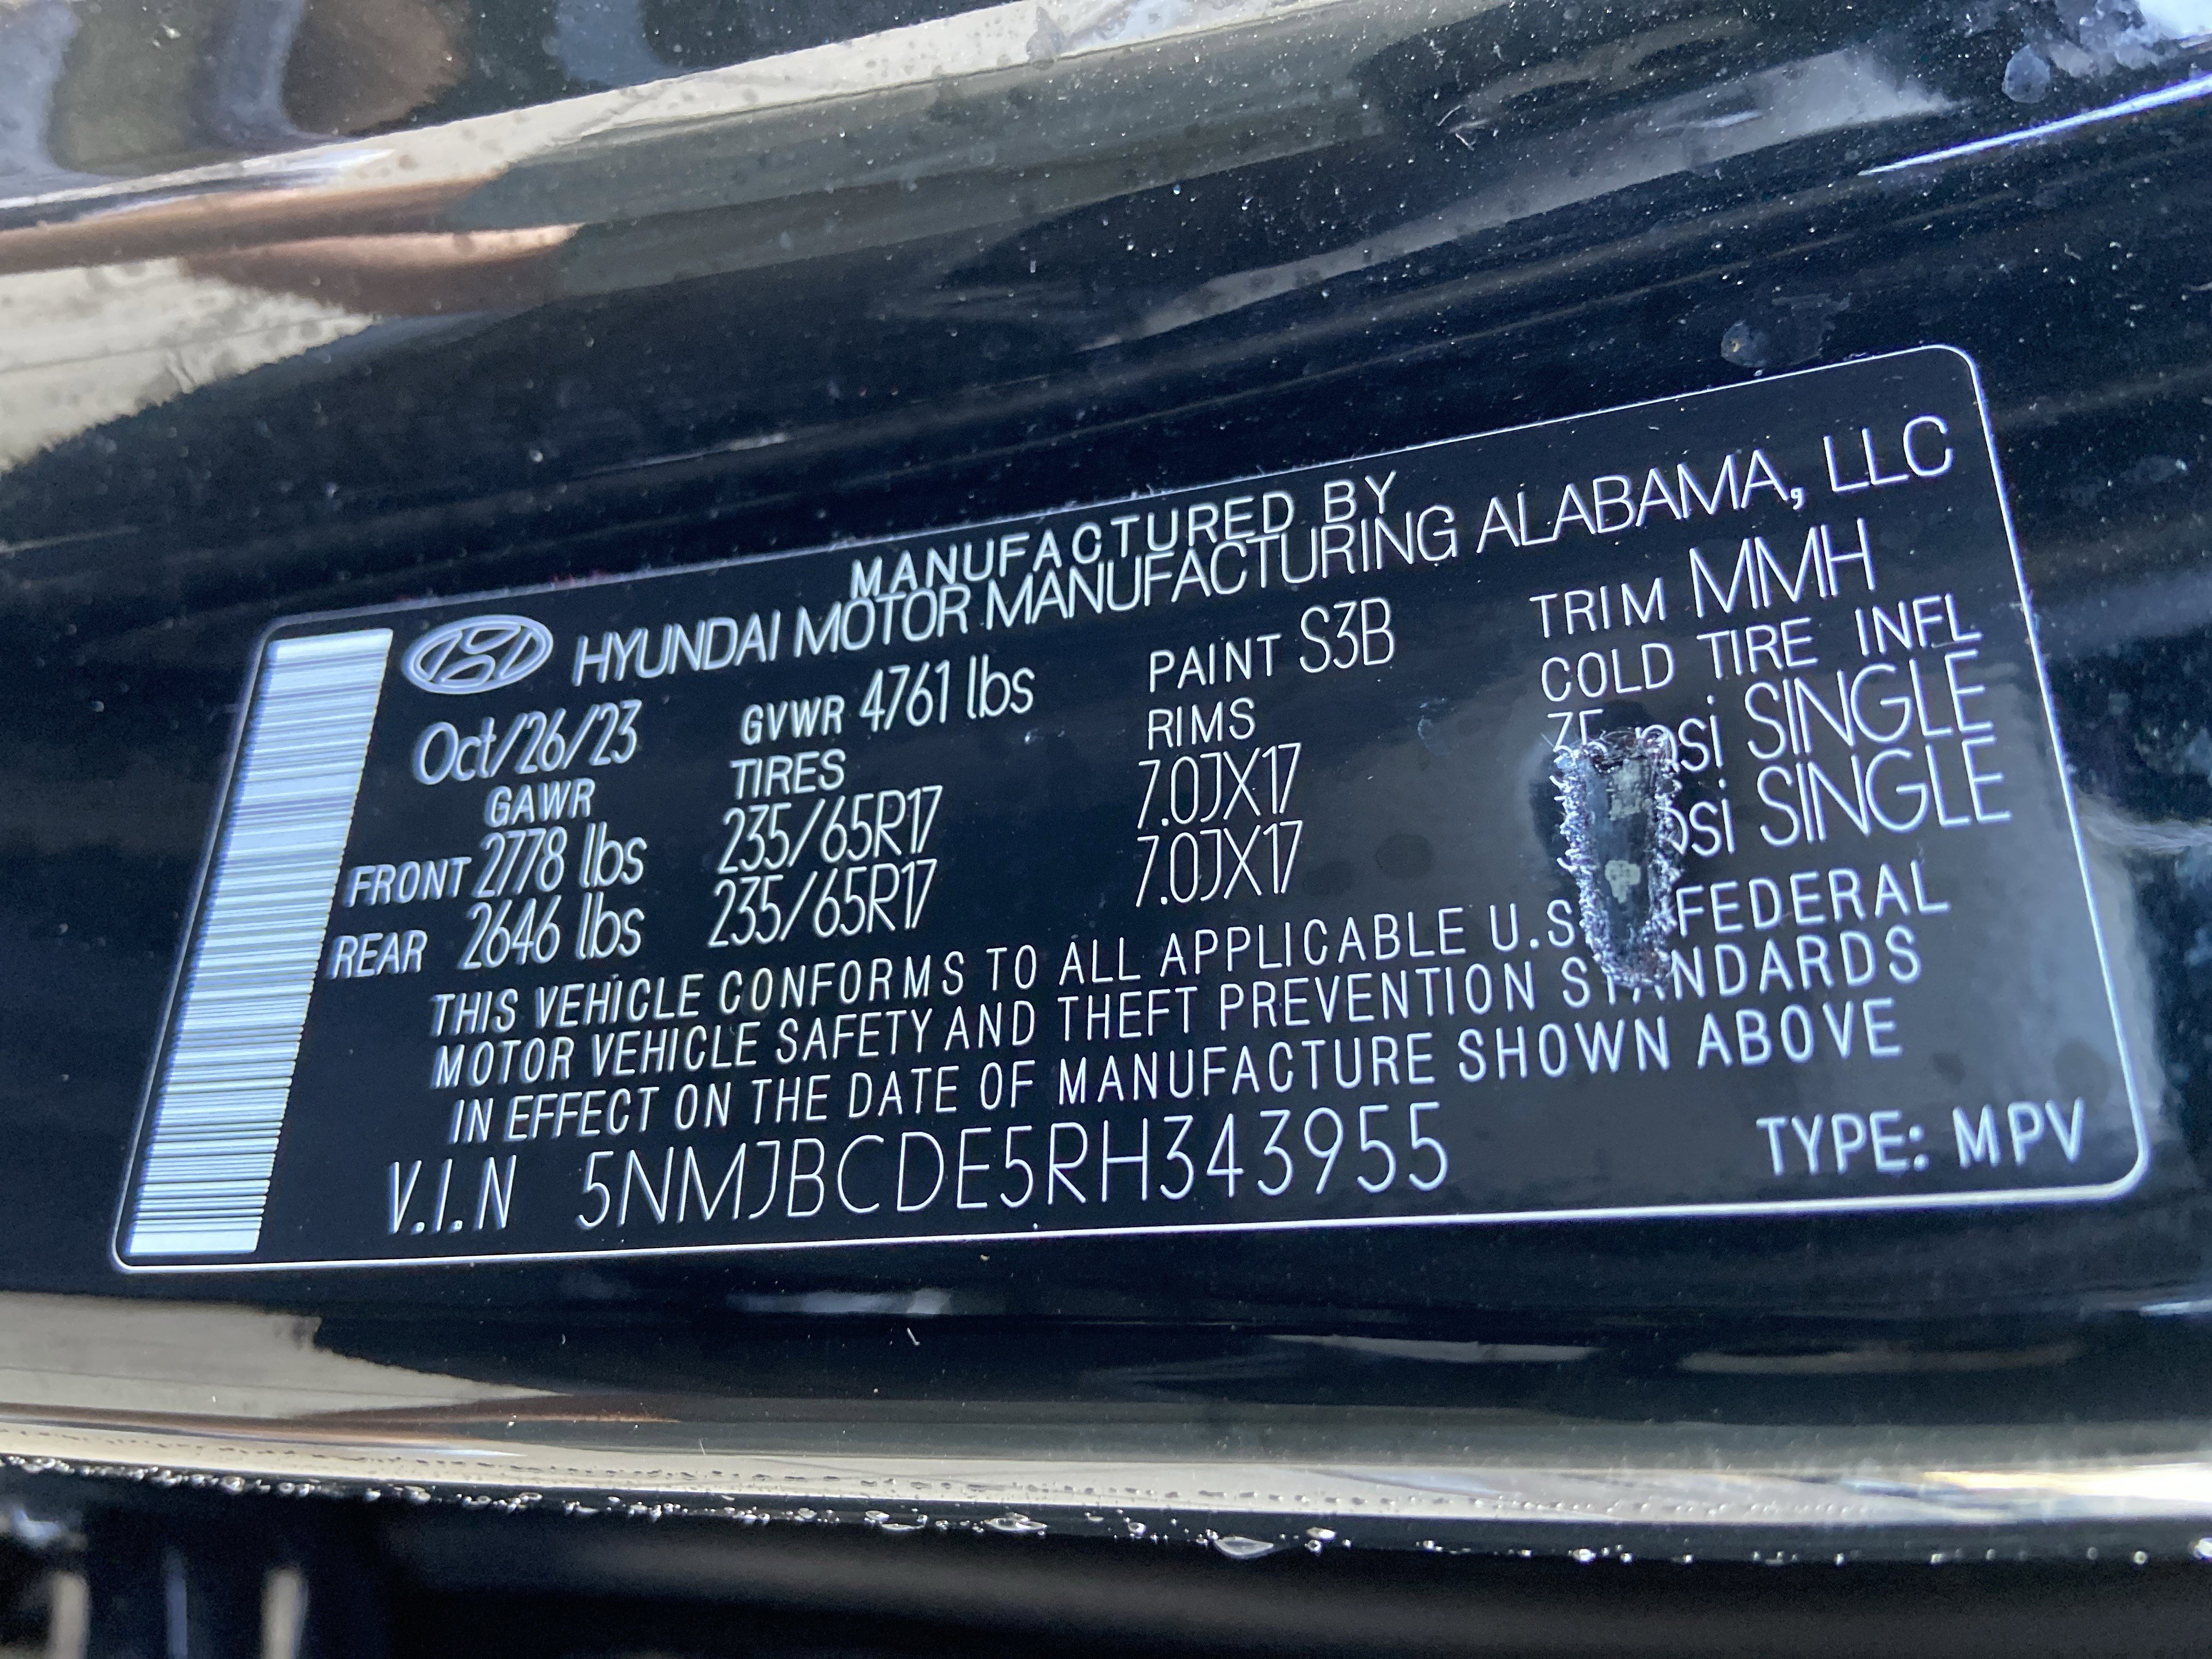 MANUFACTURED BY
HYUNDAI MOTOR MANUFACTURING ALABAMA, LLC
Oct/26/23 GVWR 4761 lbs PAINT S3B TRIM MMH
GAWR TIRES RIMS COLD TIRE INFL
FRONT 2778 lbs 235/65R17 7.0JX17 psi SINGLE
REAR 2646 lbs 235/65R17 7.0JX17 psi SINGLE
THIS VEHICLE CONFORMS TO ALL APPLICABLE U.S FEDERAL
MOTOR VEHICLE SAFETY AND THEFT PREVENTION STANDARDS
IN EFFECT ON THE DATE OF MANUFACTURE SHOWN ABOVE
V.I.N 5NMJBCDE5RH343955 TYPE: MPV